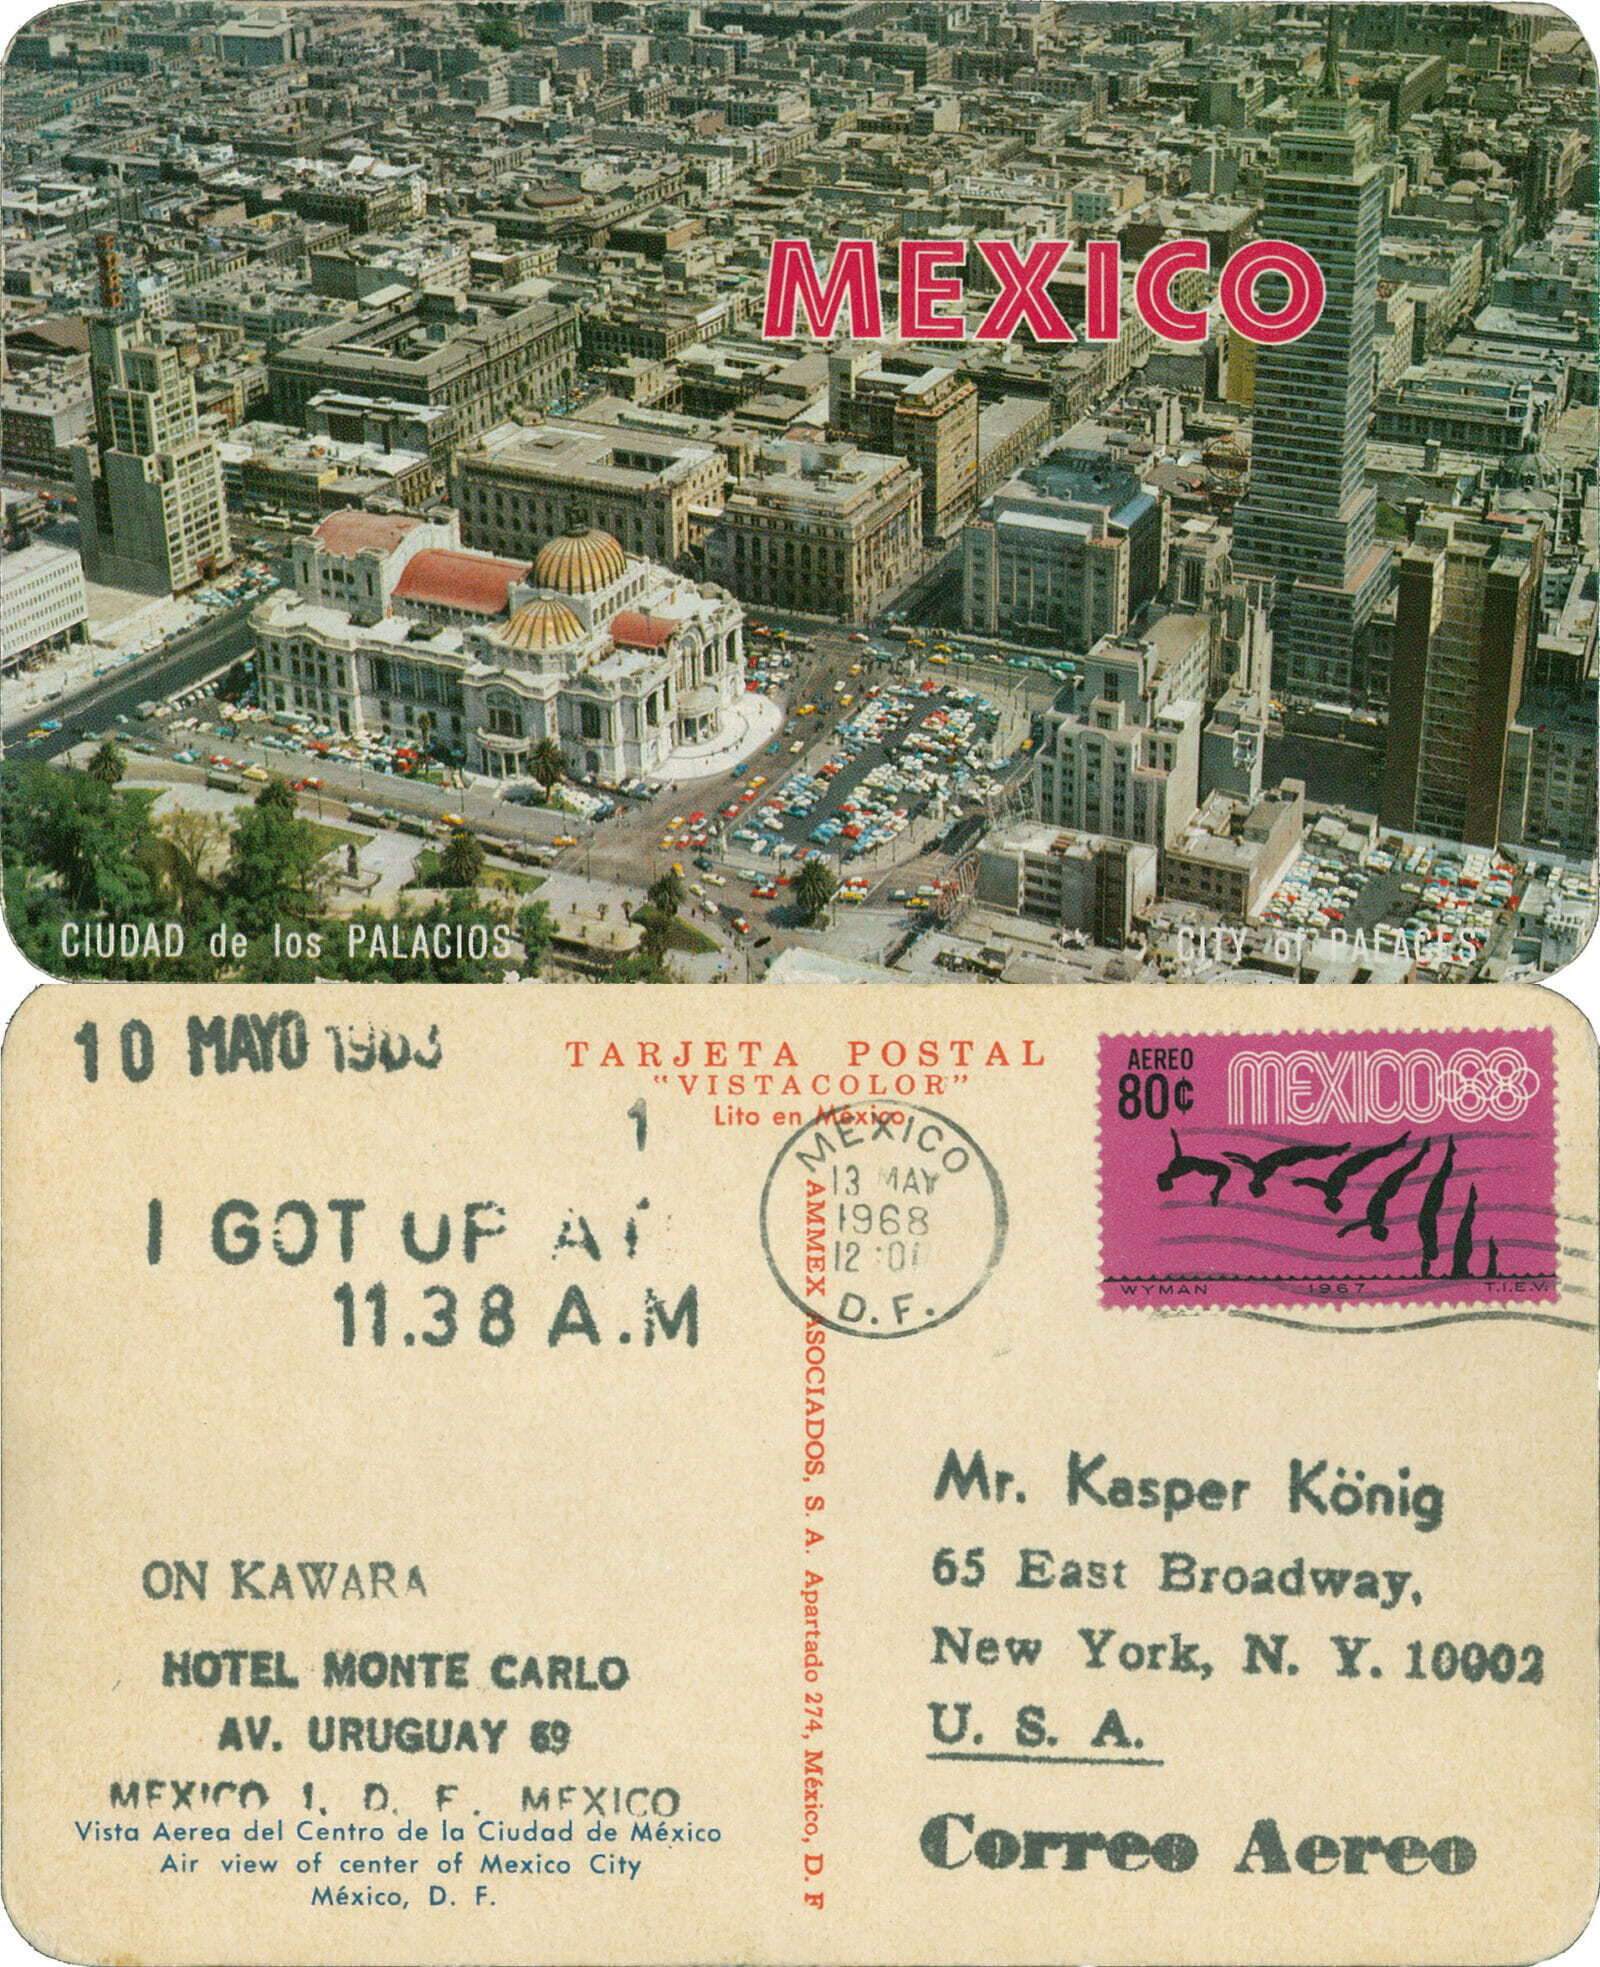 MEXICO
CIUDAD de los PALACIOS
CITY of PALACES
10 MAYO
TARJETA POSTAL
"VISTACOLOR"
Lito en México
1
I GOT UP AT
11.38 A.M
AEREO
80¢
MEXICO68
WYMAN 1967 T.I.E.V.
MEXICO
13 MAY
1968
D. F.
AMMEX ASOCIADOS, S. A. Apartado 274, México, D. F
Mr. Kasper König
65 East Broadway,
New York, N. Y. 10002
U. S. A.
Correo Aereo
ON KAWARA
HOTEL MONTE CARLO
AV. URUGUAY 69
MEXICO 1, D. F. MEXICO
Vista Aerea del Centro de la Ciudad de México
Air view of center of Mexico City
México, D. F.